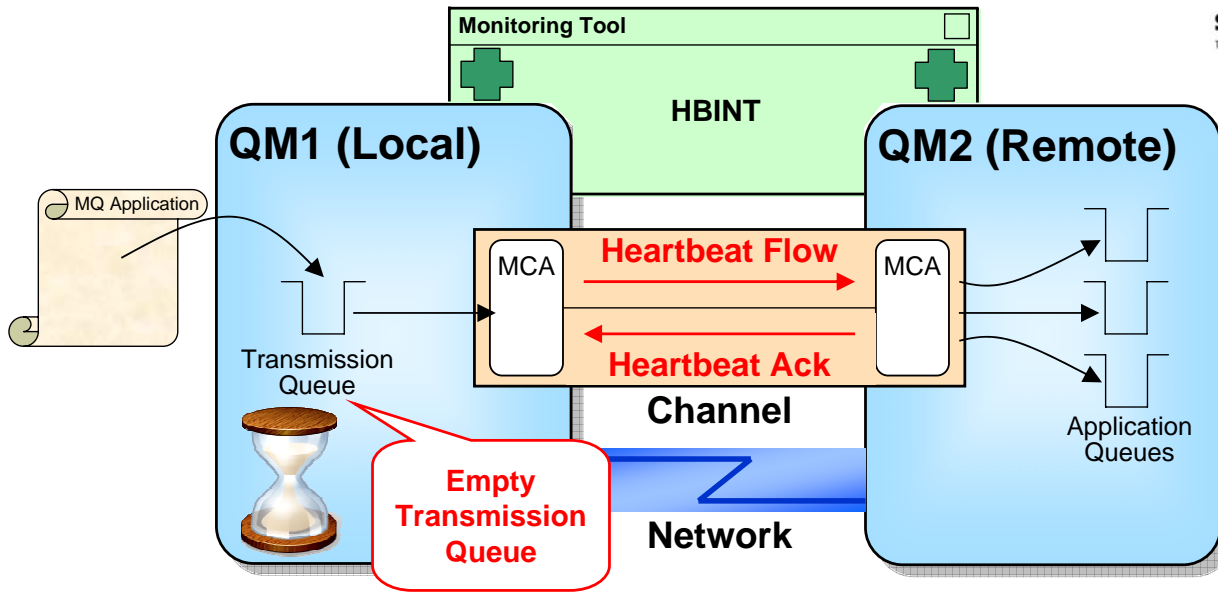 Monitoring Tool
HBINT
QM1 (Local)
QM2 (Remote)
MQ Application
MCA
Heartbeat Flow
MCA
Heartbeat Ack
Transmission
Queue
Channel
Application
Queues
Empty
Transmission
Queue
Network